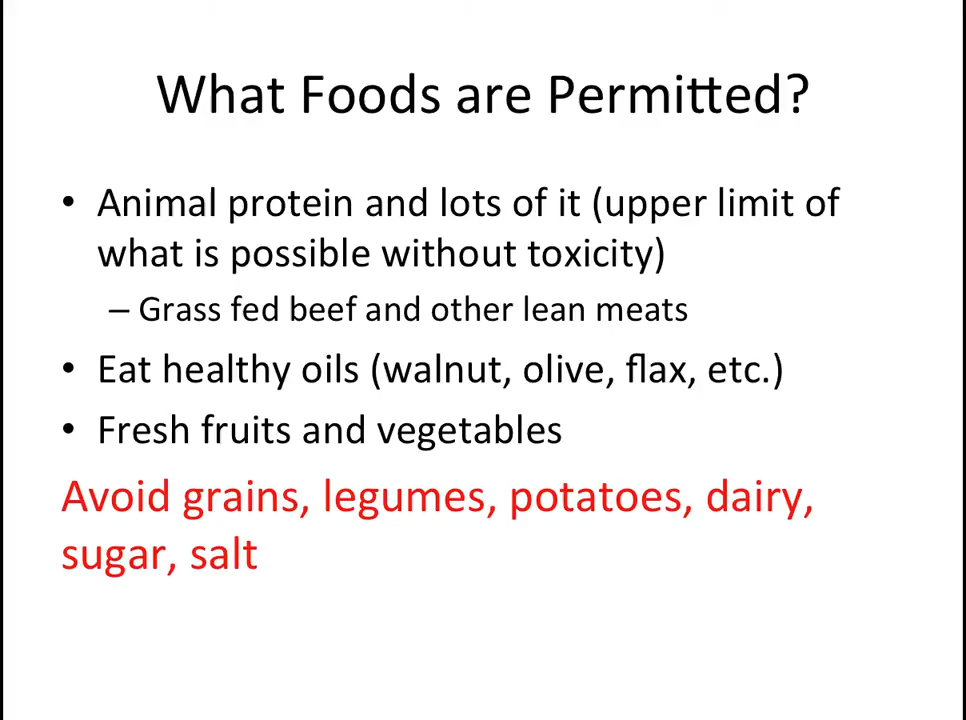 What Foods are Permitted?
• Animal protein and lots of it (upper limit of
what is possible without toxicity)
– Grass fed beef and other lean meats
• Eat healthy oils (walnut, olive, flax, etc.)
• Fresh fruits and vegetables
Avoid grains, legumes, potatoes, dairy,
sugar, salt